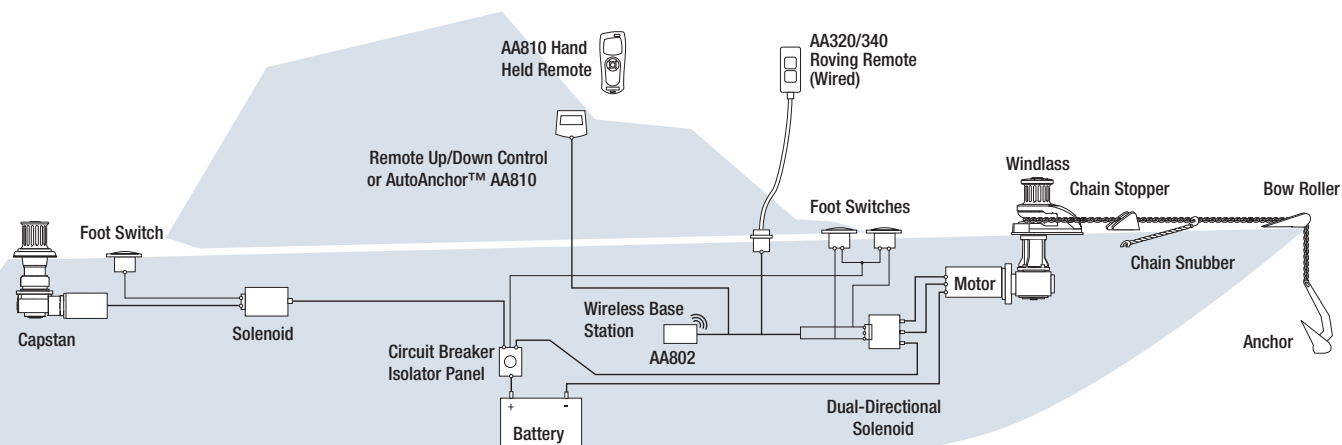 AA810 Hand
Held Remote
AA320/340
Roving Remote
(Wired)
Remote Up/Down Control
or AutoAnchor™ AA810
Windlass
Chain Stopper
Bow Roller
Foot Switch
Foot Switches
Chain Snubber
Motor
Wireless Base
Station
AA802
Capstan
Solenoid
Circuit Breaker
Isolator Panel
Anchor
Dual-Directional
Solenoid
+ -
Battery